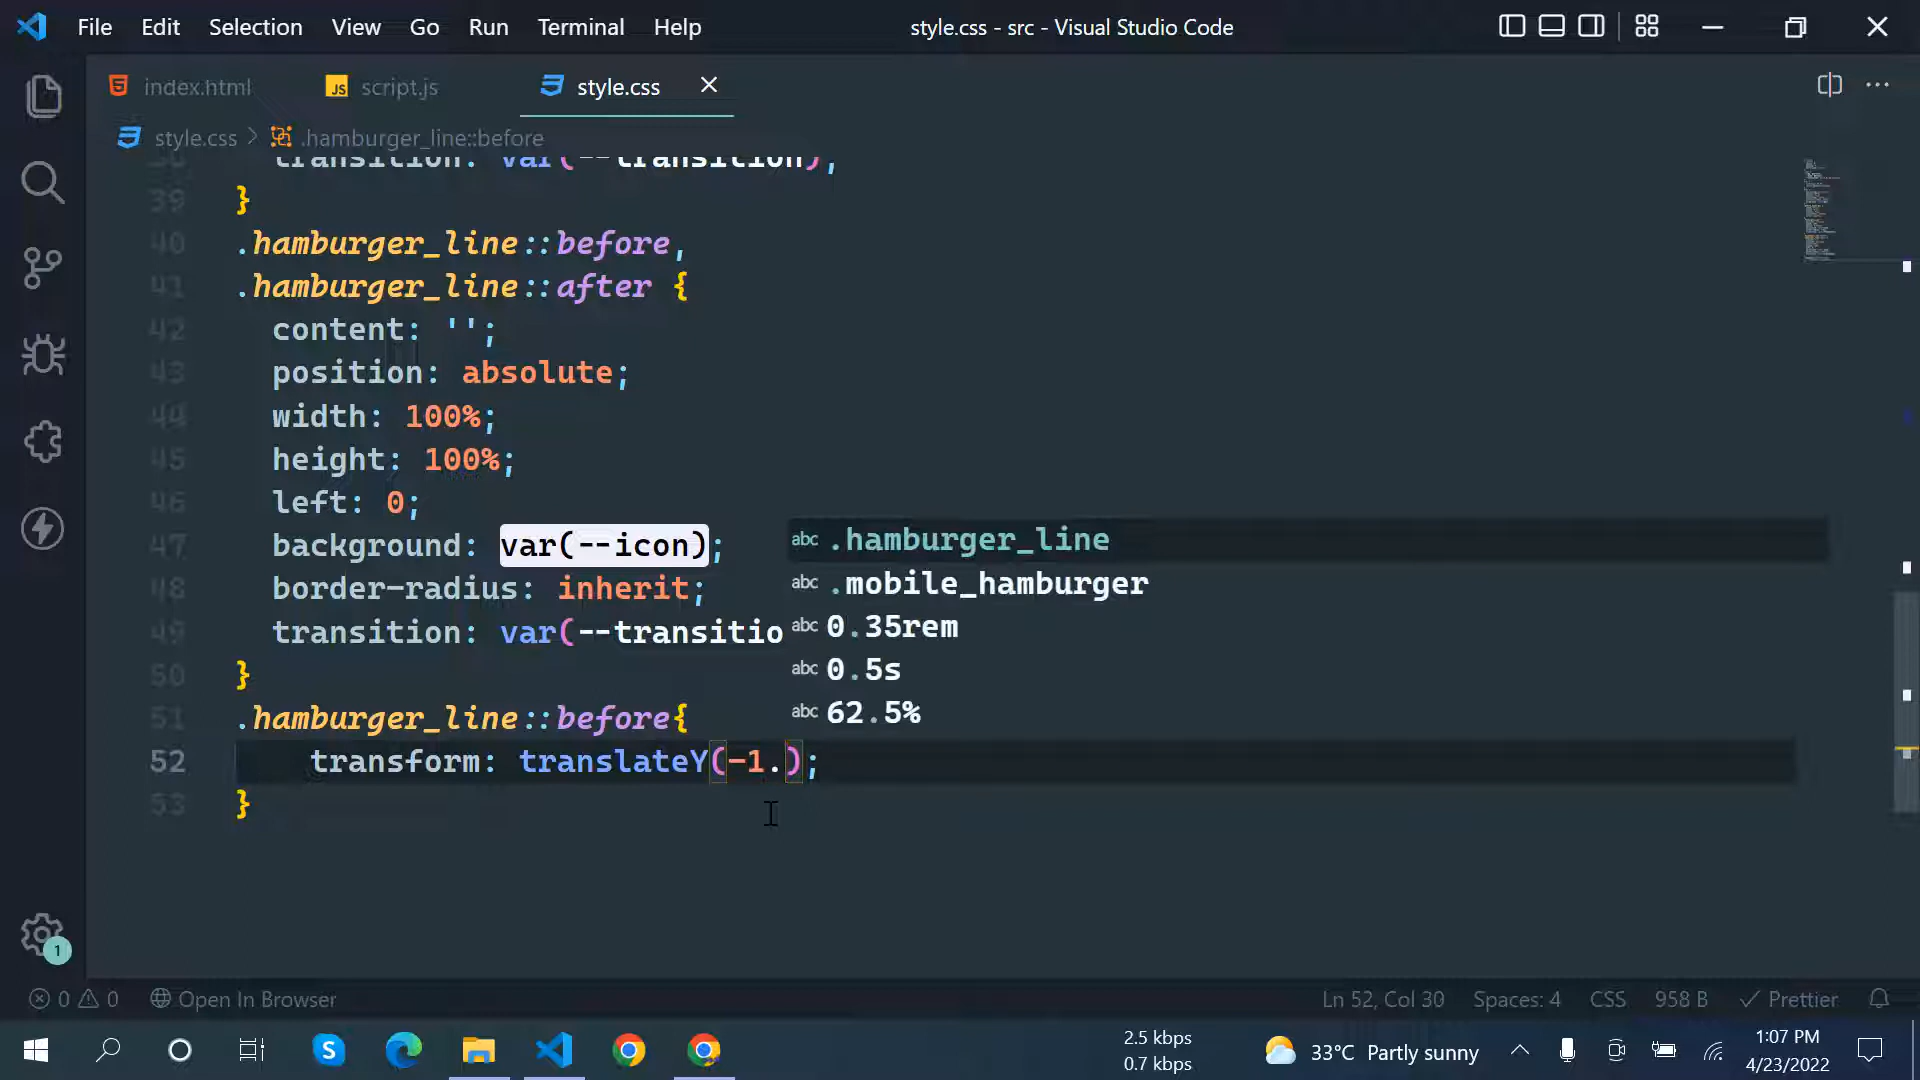 File Edit Selection View Go Run Terminal Help style.css - src - Visual Studio Code
index.html JS script.js style.css
style.css > .hamburger_line::before
transition: var(--transition);
39 }
40 .hamburger_line::before,
41 .hamburger_line::after {
42 content: '';
43 position: absolute;
44 width: 100%;
45 height: 100%;
46 left: 0;
47 background: var(--icon);
48 border-radius: inherit;
49 transition: var(--transitio
50 }
51 .hamburger_line::before{
52 transform: translateY(-1.);
53 }
abc .hamburger_line
abc .mobile_hamburger
abc 0.35rem
abc 0.5s
abc 62.5%
1
0 0 Open In Browser Ln 52, Col 30 Spaces: 4 CSS 958 B Prettier
S 2.5 kbps 33°C Partly sunny 1:07 PM
0.7 kbps 4/23/2022